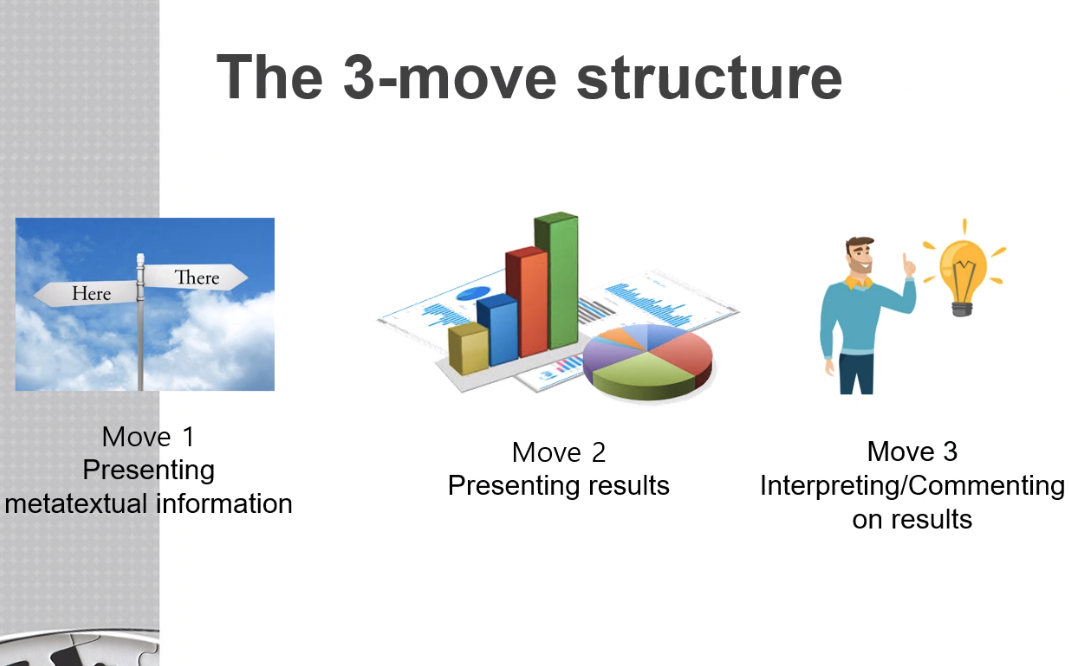 The 3-move structure
Here
There
Move 1
Presenting
metatextual information
Move 2
Presenting results
Move 3
Interpreting/Commenting
on results